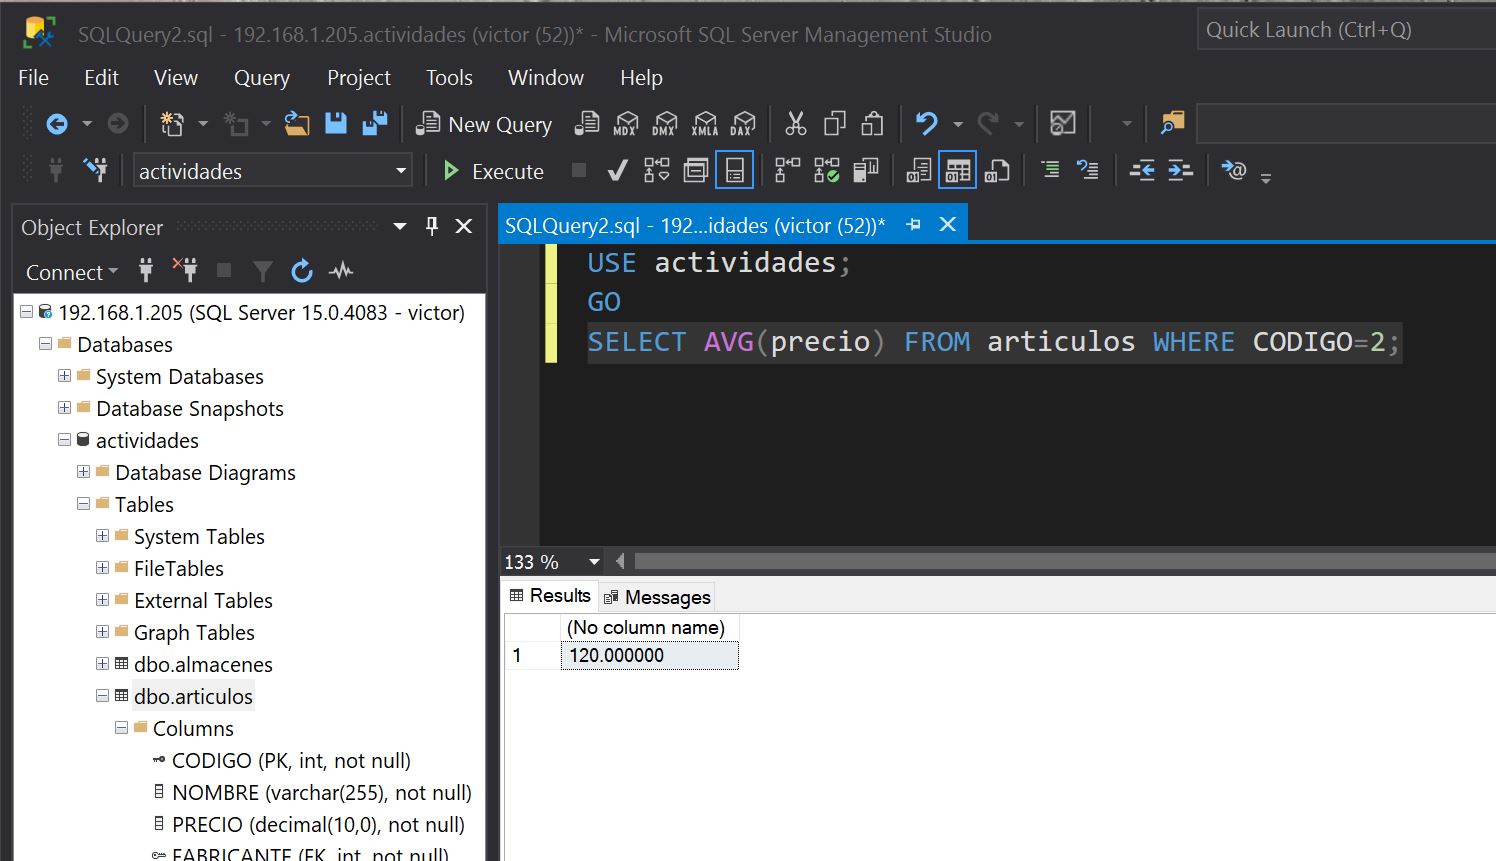 SQLQuery2.sql - 192.168.1.205.actividades (victor (52))* - Microsoft SQL Server Management Studio
Quick Launch (Ctrl+Q)
File Edit View Query Project Tools Window Help
New Query MDX DMX XMLA DAX
actividades Execute
Object Explorer
Connect
192.168.1.205 (SQL Server 15.0.4083 - victor)
Databases
System Databases
Database Snapshots
actividades
Database Diagrams
Tables
System Tables
FileTables
External Tables
Graph Tables
dbo.almacenes
dbo.articulos
Columns
CODIGO (PK, int, not null)
NOMBRE (varchar(255), not null)
PRECIO (decimal(10,0), not null)
FABRICANTE (FK, int, not null)
SQLQuery2.sql - 192...idades (victor (52))*
USE actividades;
GO
SELECT AVG(precio) FROM articulos WHERE CODIGO=2;
133 %
Results Messages
(No column name)
1 120.000000